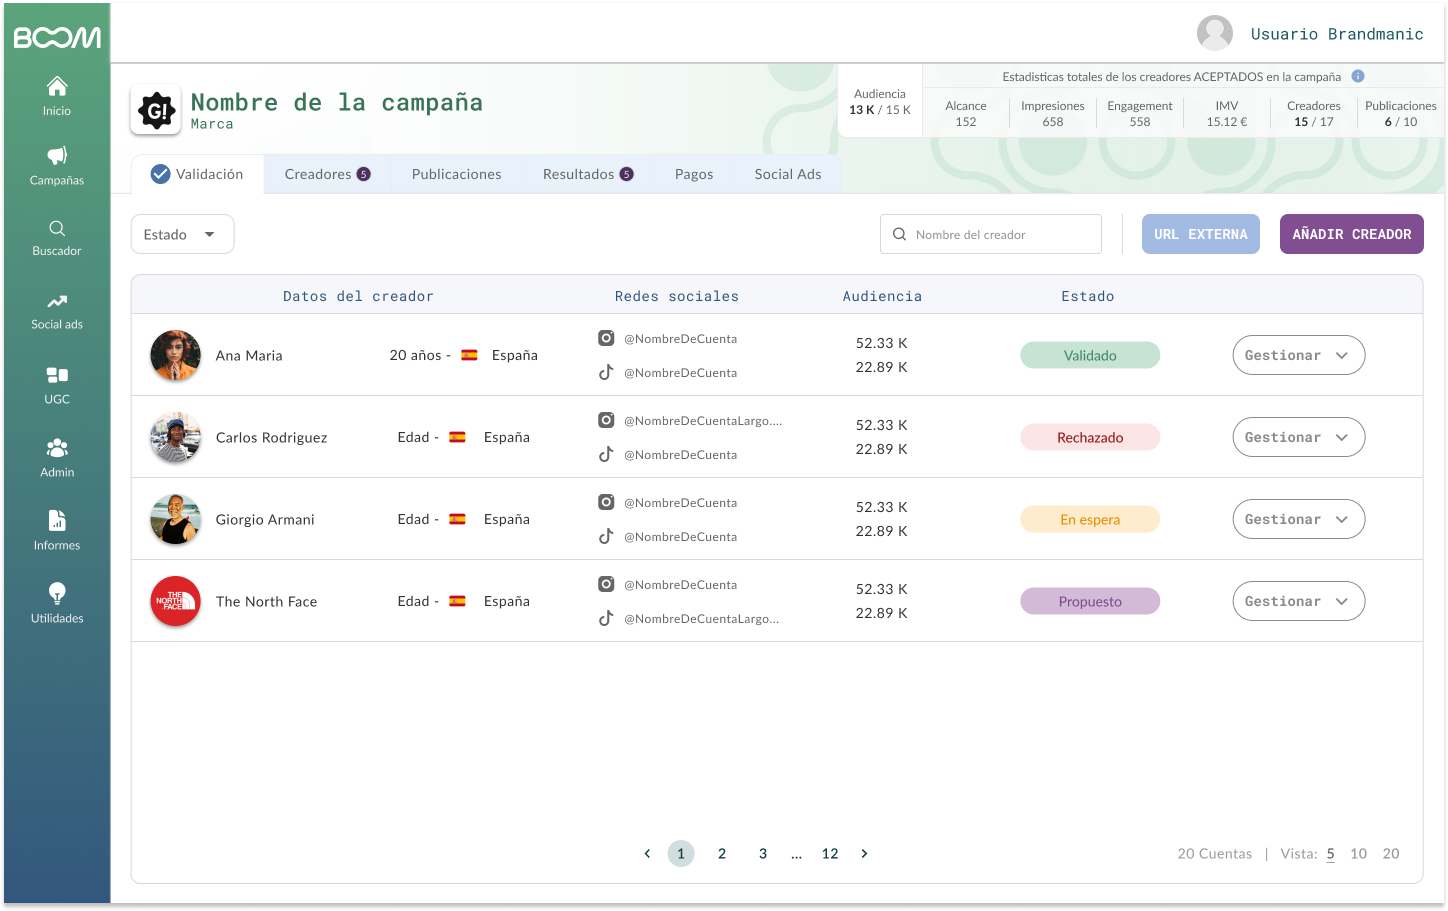 BOOM
Usuario Brandmanic
Inicio
Campañas
Buscador
Social ads
UGC
Admin
Informes
Utilidades
G!
Nombre de la campaña
Marca
Audiencia
13 K / 15 K
Estadisticas totales de los creadores ACEPTADOS en la campaña i
Alcance Impresiones Engagement IMV Creadores Publicaciones
152 658 558 15.12 € 15 / 17 6 / 10
Validación Creadores 5 Publicaciones Resultados 5 Pagos Social Ads
Estado Nombre del creador URL EXTERNA AÑADIR CREADOR
Datos del creador Redes sociales Audiencia Estado
Ana Maria 20 años - España
@NombreDeCuenta 52.33 K
@NombreDeCuenta 22.89 K
Validado Gestionar
Carlos Rodriguez Edad - España
@NombreDeCuentaLargo.... 52.33 K
@NombreDeCuenta 22.89 K
Rechazado Gestionar
Giorgio Armani Edad - España
@NombreDeCuenta 52.33 K
@NombreDeCuenta 22.89 K
En espera Gestionar
THE
NORTH
FACE
The North Face Edad - España
@NombreDeCuenta 52.33 K
@NombreDeCuentaLargo... 22.89 K
Propuesto Gestionar
‹ 1 2 3 ... 12 ›
20 Cuentas | Vista: 5 10 20